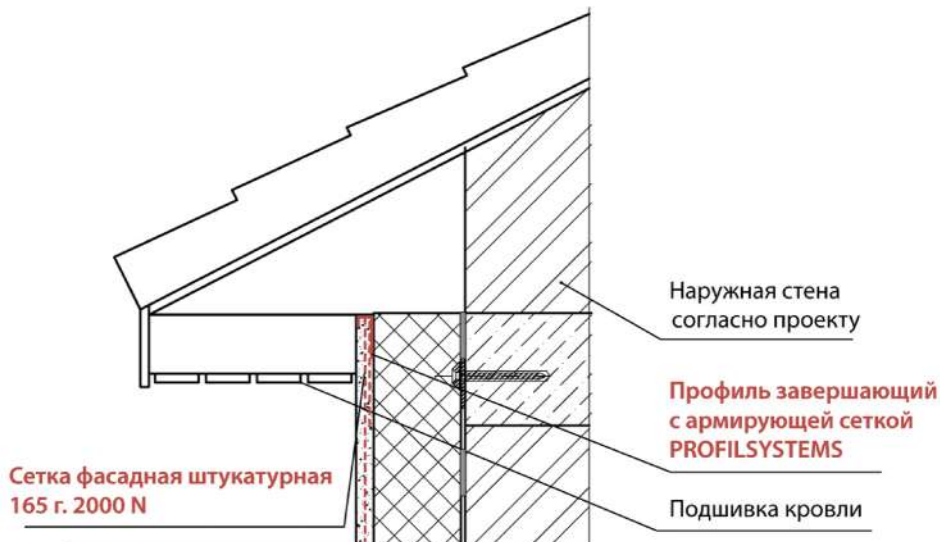 Наружная стена
согласно проекту
Профиль завершающий
с армирующей сеткой
PROFILSYSTEMS
Сетка фасадная штукатурная
165 г. 2000 N
Подшивка кровли